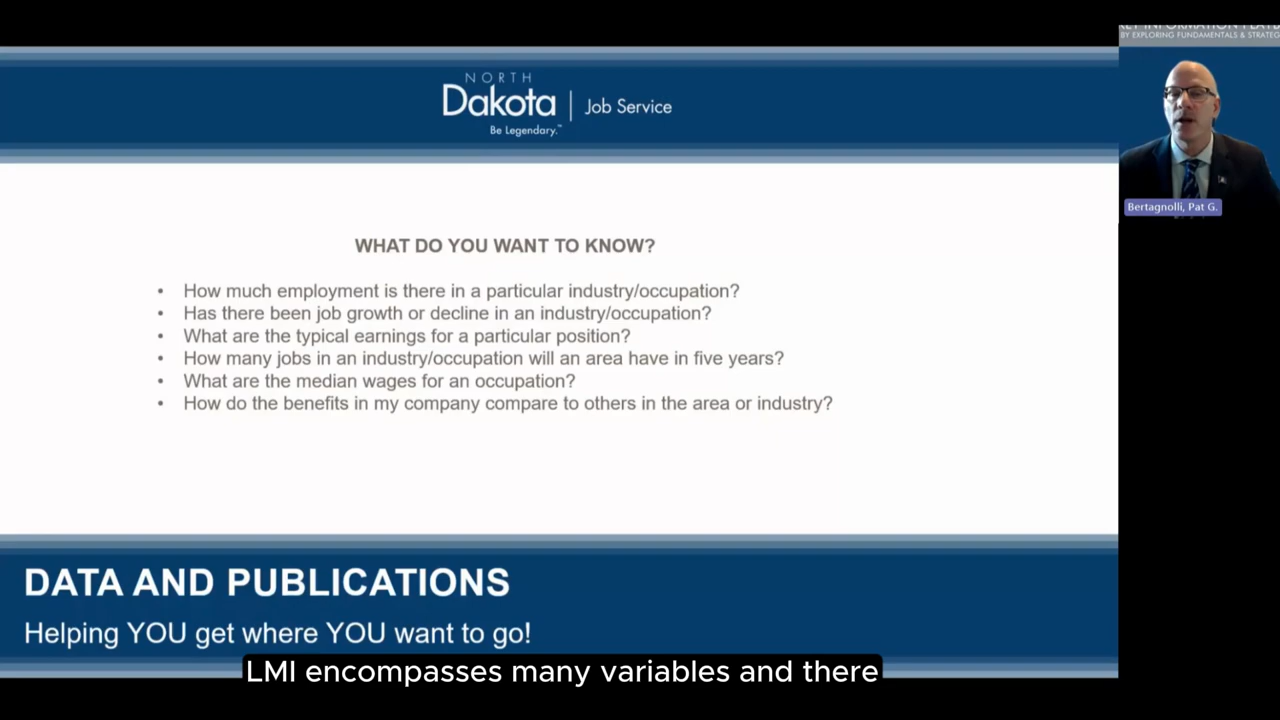 NORTH
Dakota | Job Service
Be Legendary.™
WHAT DO YOU WANT TO KNOW?
• How much employment is there in a particular industry/occupation?
• Has there been job growth or decline in an industry/occupation?
• What are the typical earnings for a particular position?
• How many jobs in an industry/occupation will an area have in five years?
• What are the median wages for an occupation?
• How do the benefits in my company compare to others in the area or industry?
DATA AND PUBLICATIONS
Helping YOU get where YOU want to go!
LMI encompasses many variables and there
BY EXPLORING FUNDAMENTALS &
Bertagnolli, Pat G.